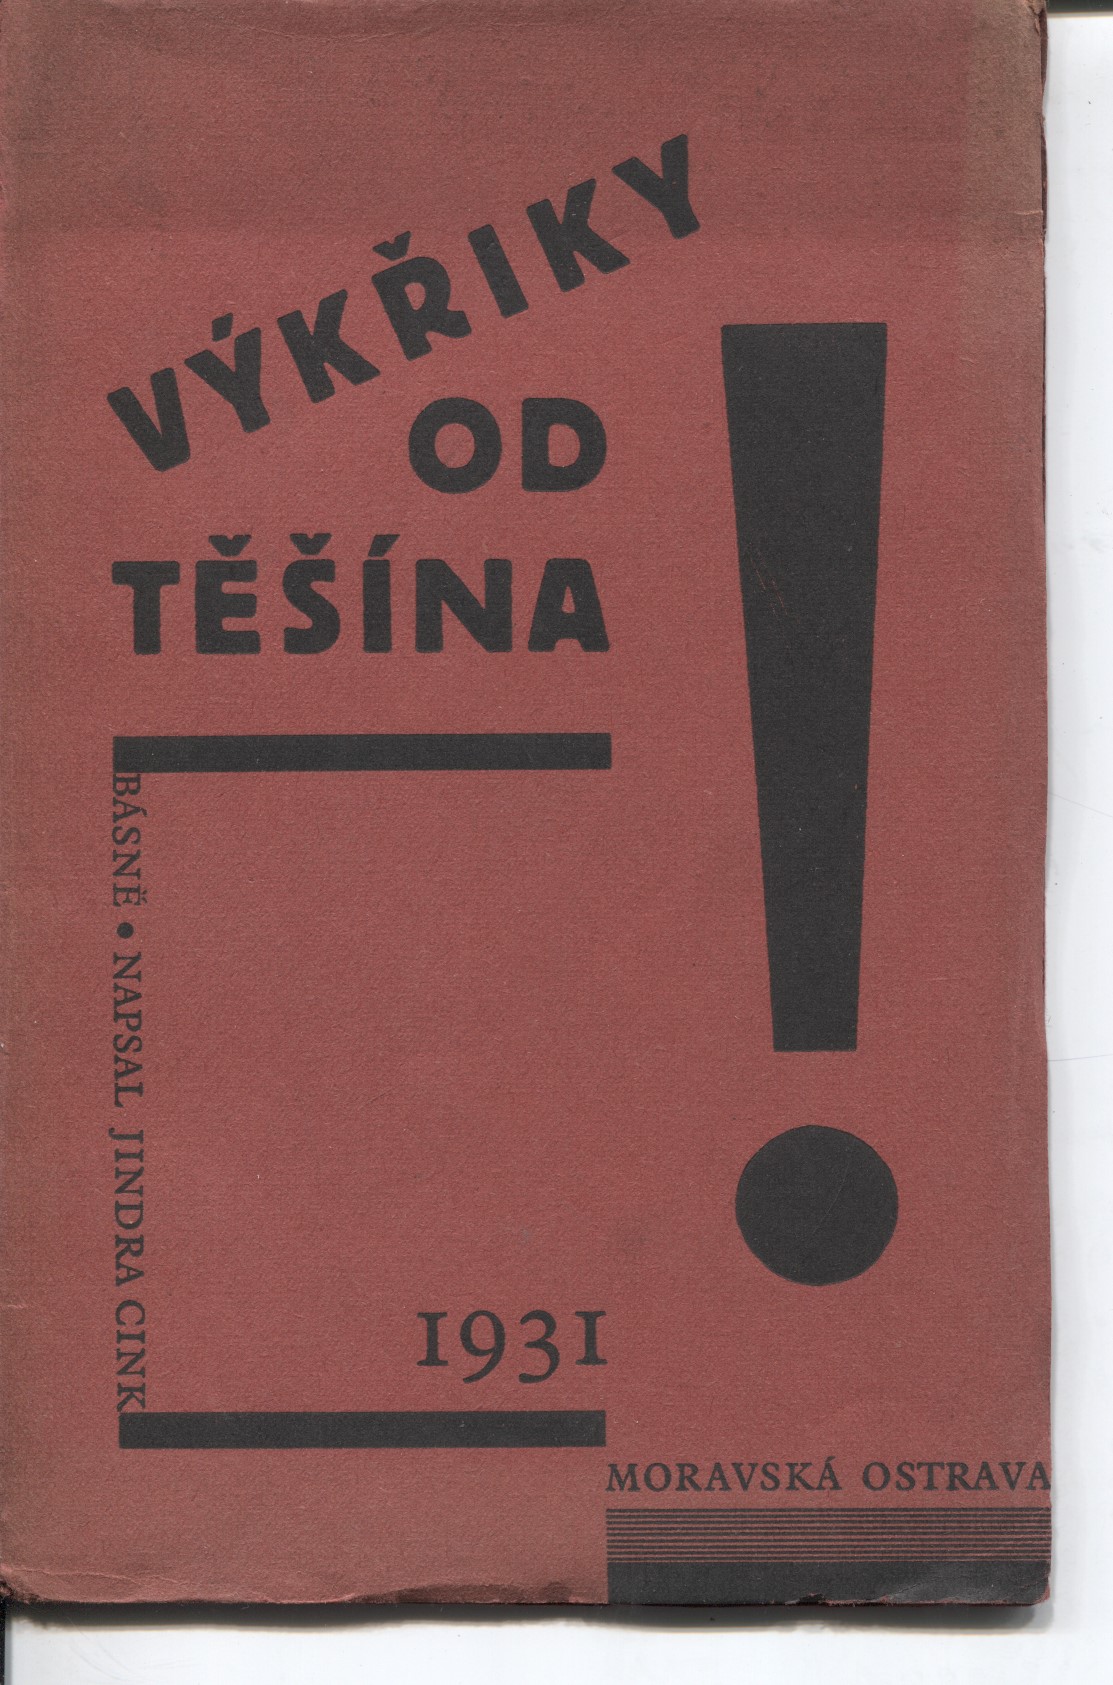 VÝKŘIKY
OD
TĚŠÍNA
!
BÁSNĚ • NAPSAL JINDRA CINK
1931
MORAVSKÁ OSTRAVA